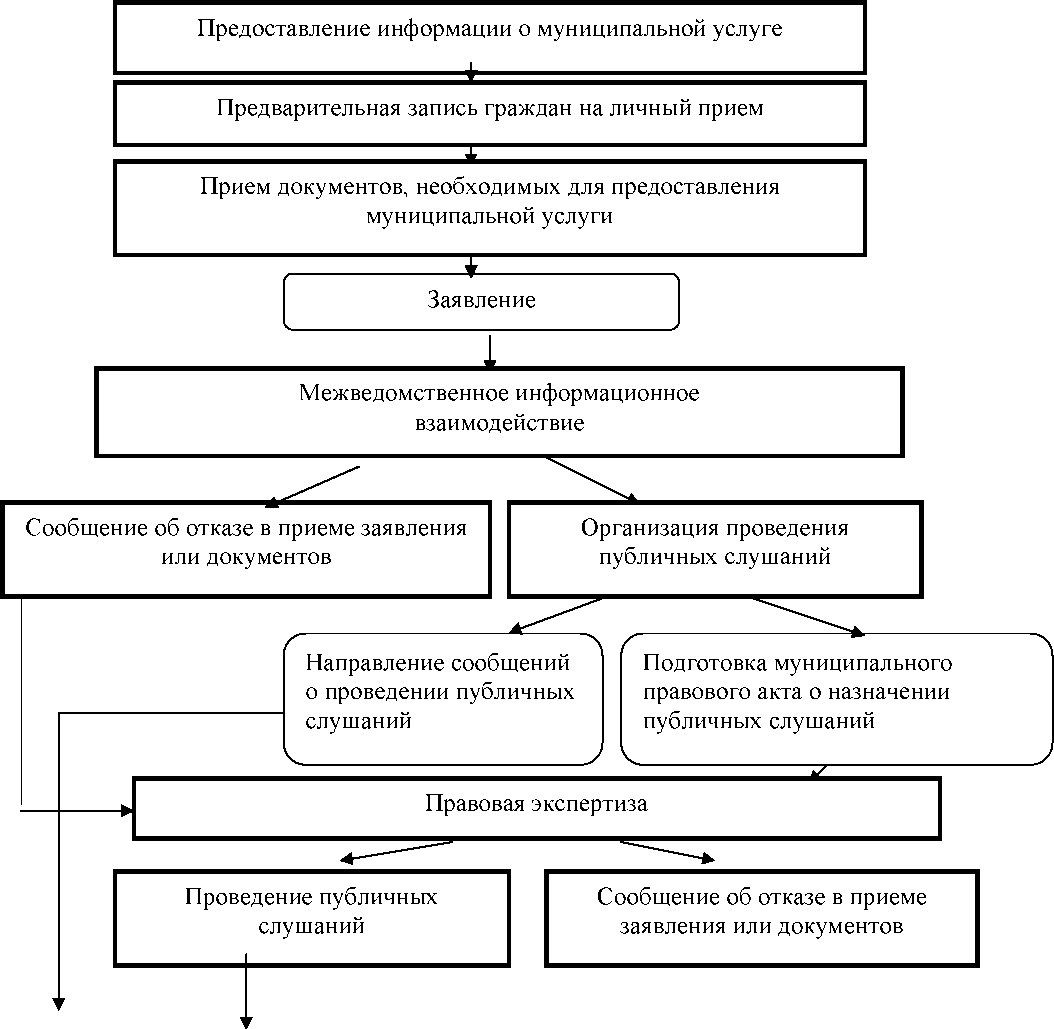 Предоставление информации о муниципальной услуге
Предварительная запись граждан на личный прием
Прием документов, необходимых для предоставления
муниципальной услуги
Заявление
Межведомственное информационное
взаимодействие
Сообщение об отказе в приеме заявления
или документов
Организация проведения
публичных слушаний
Направление сообщений
о проведении публичных
слушаний
Подготовка муниципального
правового акта о назначении
публичных слушаний
Правовая экспертиза
Проведение публичных
слушаний
Сообщение об отказе в приеме
заявления или документов